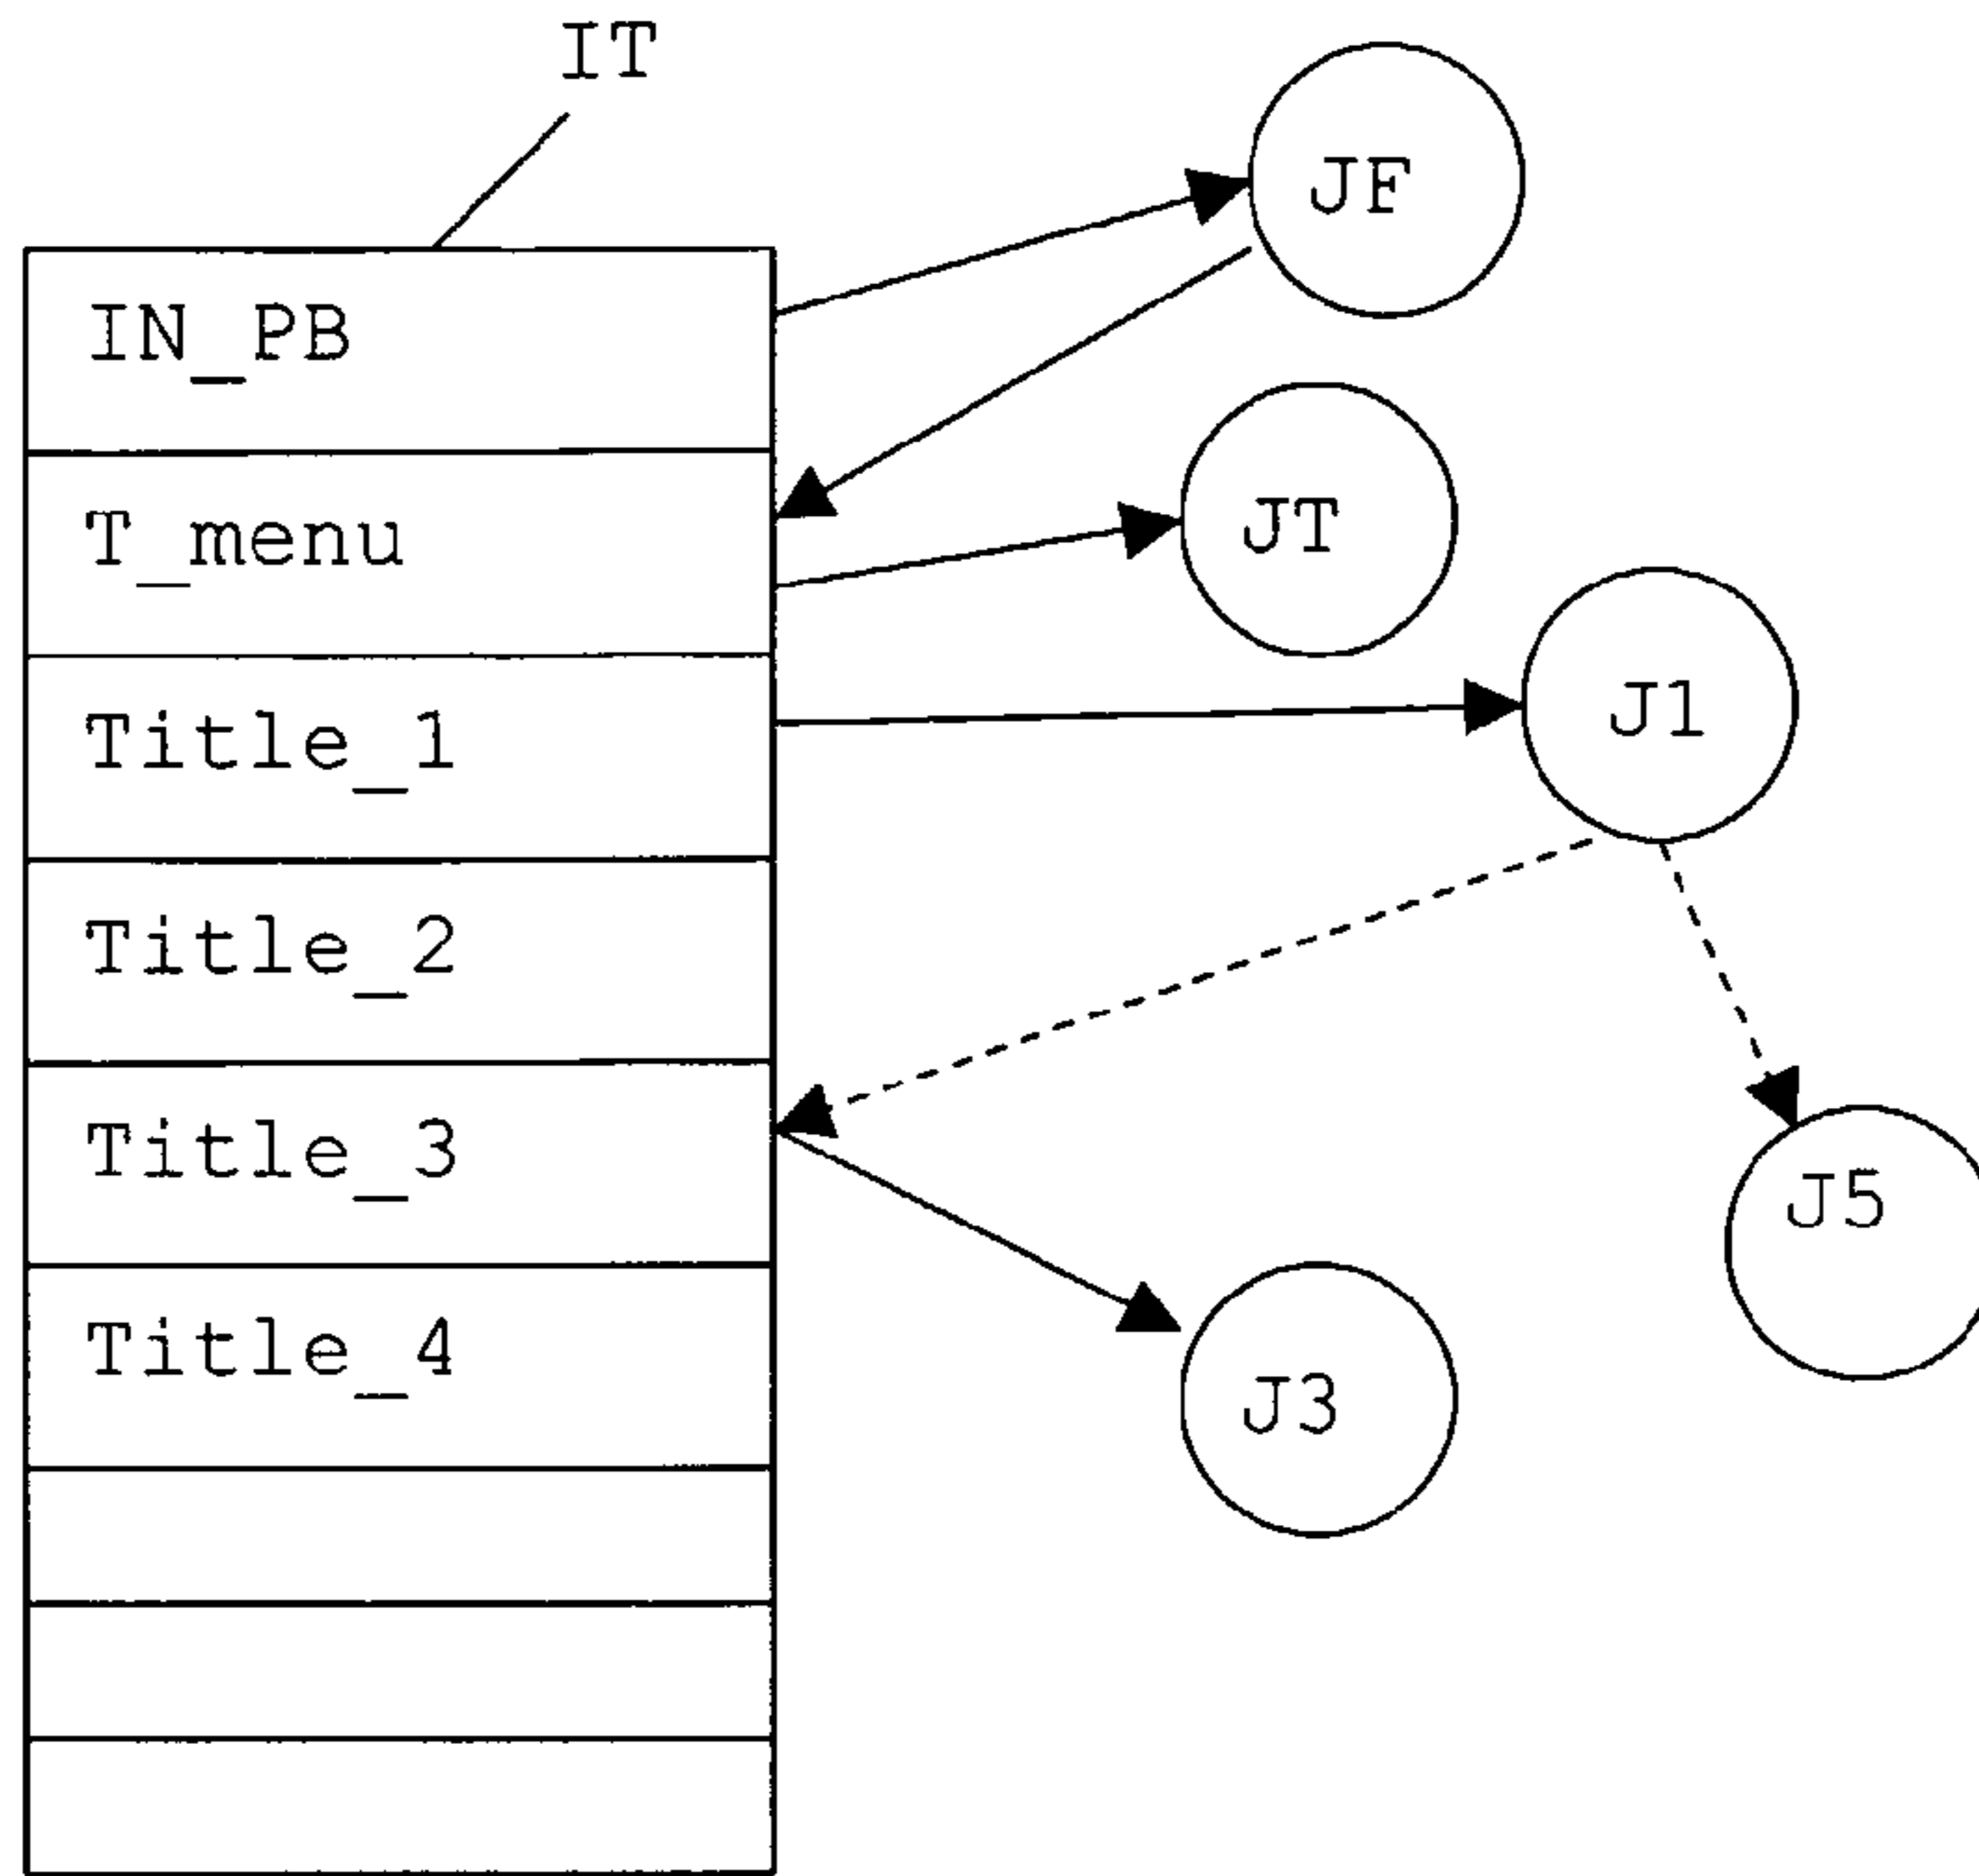 IT
JF
IN_PB
T_menu
JT
Title_1
J1
Title_2
Title_3
J5
Title_4
J3